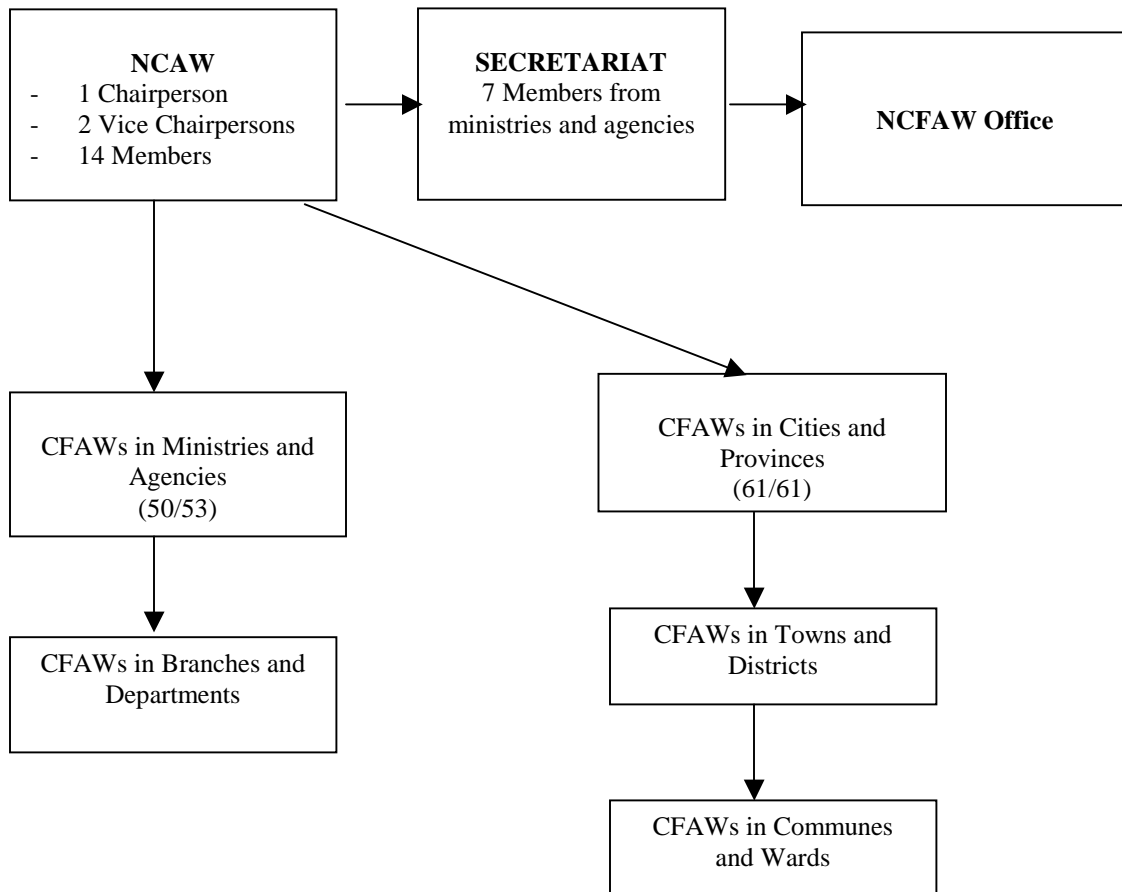 NCAW
- 1 Chairperson
- 2 Vice Chairpersons
- 14 Members
SECRETARIAT
7 Members from
ministries and agencies
NCFAW Office
CFAWs in Ministries and
Agencies
(50/53)
CFAWs in Cities and
Provinces
(61/61)
CFAWs in Branches and
Departments
CFAWs in Towns and
Districts
CFAWs in Communes
and Wards